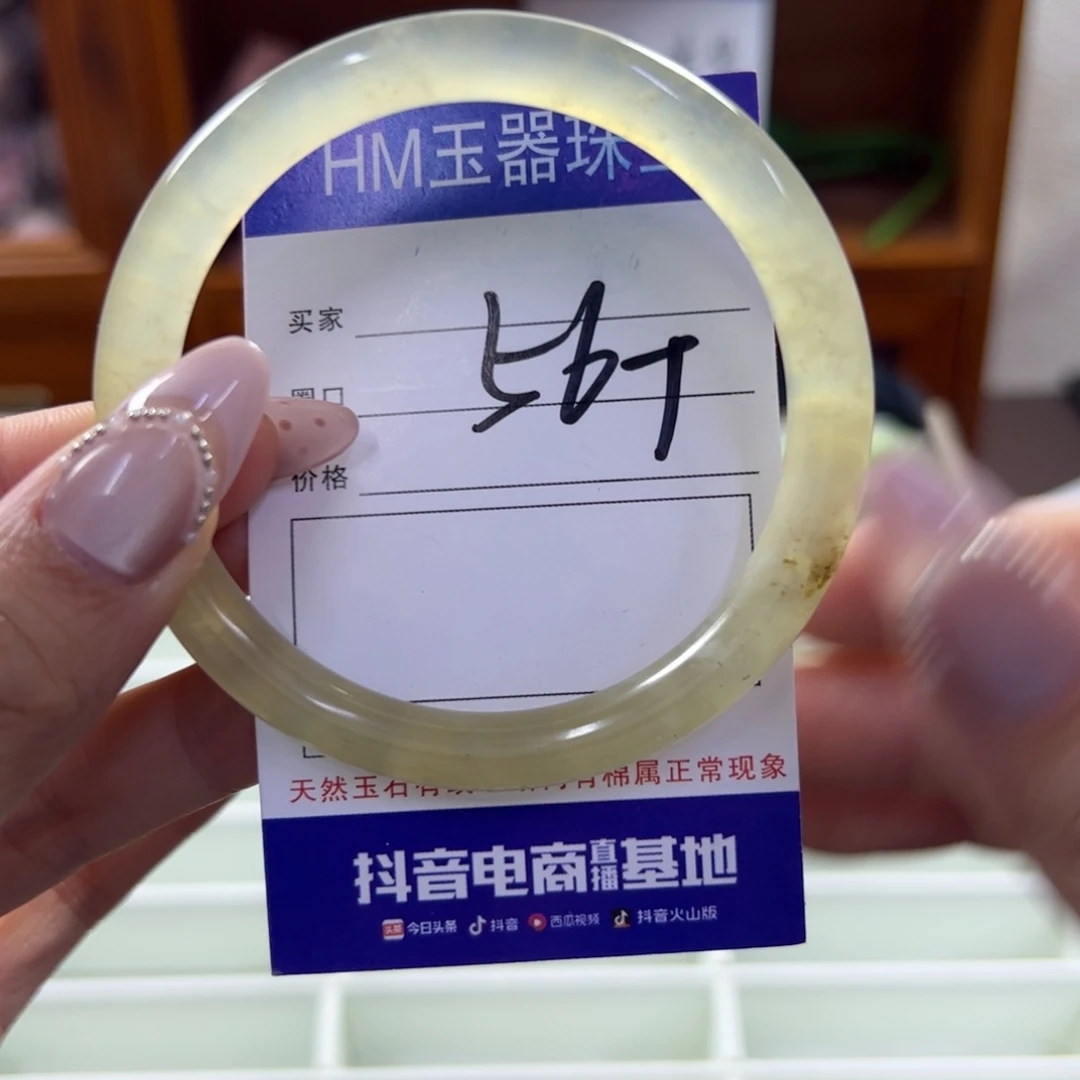 HM玉器珠
买家
圈口
56+
价格
天然玉石有 有棉属正常现象
抖音电商直播基地
今日头条 抖音 西瓜视频 抖音火山版